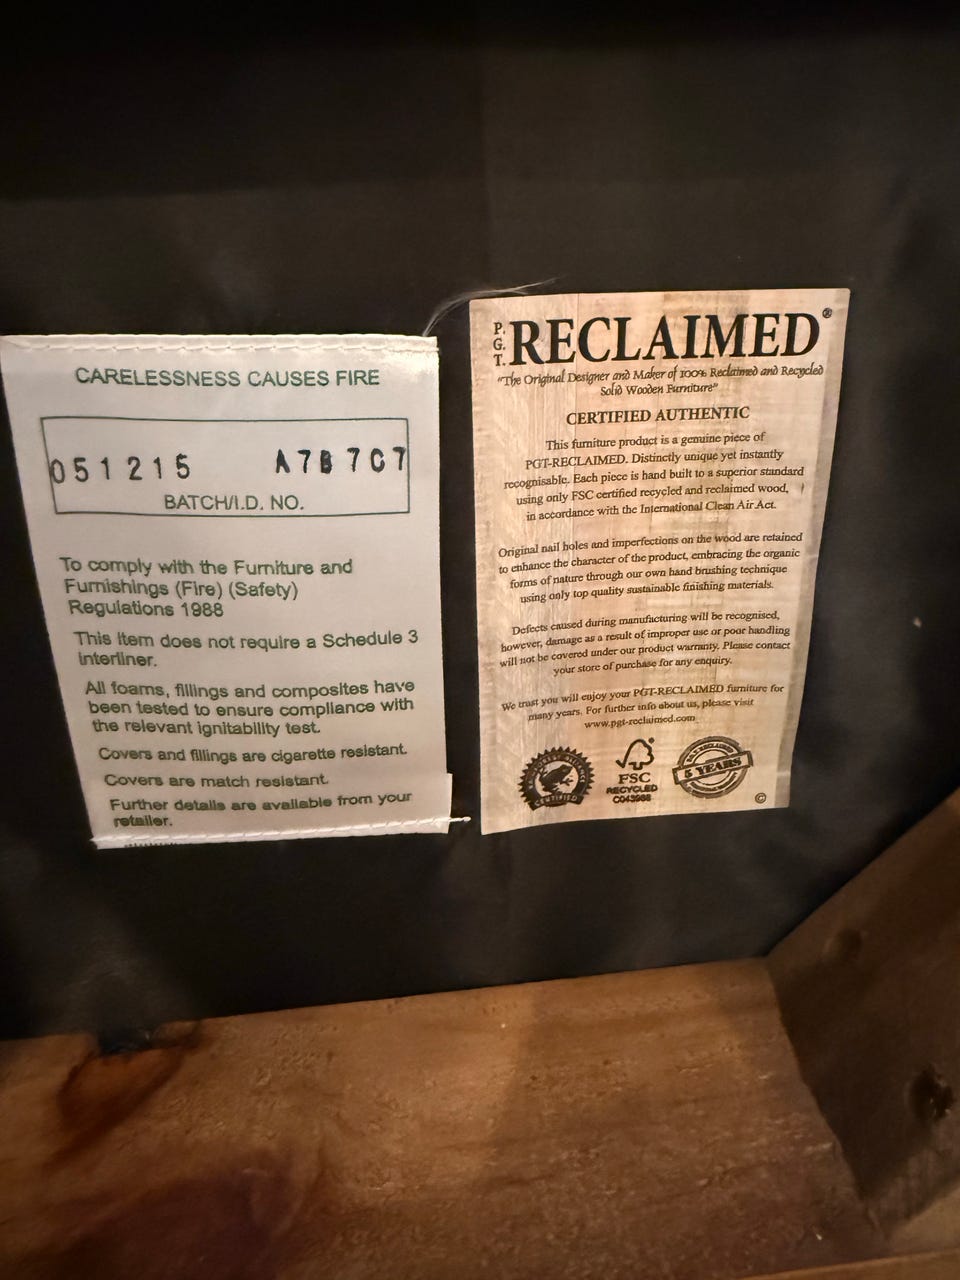 CARELESSNESS CAUSES FIRE
051215 A7B7C7
BATCH/I.D. NO.
To comply with the Furniture and
Furnishings (Fire) (Safety)
Regulations 1988
This item does not require a Schedule 3
interliner.
All foams, fillings and composites have
been tested to ensure compliance with
the relevant ignitability test.
Covers and fillings are cigarette resistant.
Covers are match resistant.
Further details are available from your
retailer.
P.G.T. RECLAIMED®
"The Original Designer and Maker of 100% Reclaimed and Recycled
Solid Wooden Furniture"
CERTIFIED AUTHENTIC
This furniture product is a genuine piece of
PGT-RECLAIMED. Distinctly unique yet instantly
recognisable. Each piece is hand built to a superior standard
using only FSC certified recycled and reclaimed wood,
in accordance with the International Clean Air Act.
Original nail holes and imperfections on the wood are retained
to enhance the character of the product, embracing the organic
forms of nature through our own hand brushing technique
using only top quality sustainable finishing materials.
Defects caused during manufacturing will be recognised,
however, damage as a result of improper use or poor handling
will not be covered under our product warranty. Please contact
your store of purchase for any enquiry.
We trust you will enjoy your PGT-RECLAIMED furniture for
many years. For further info about us, please visit
www.pgt-reclaimed.com
CERTIFIED
FSC®
RECYCLED
P.G.T. RECLAIMED
5 YEARS
©